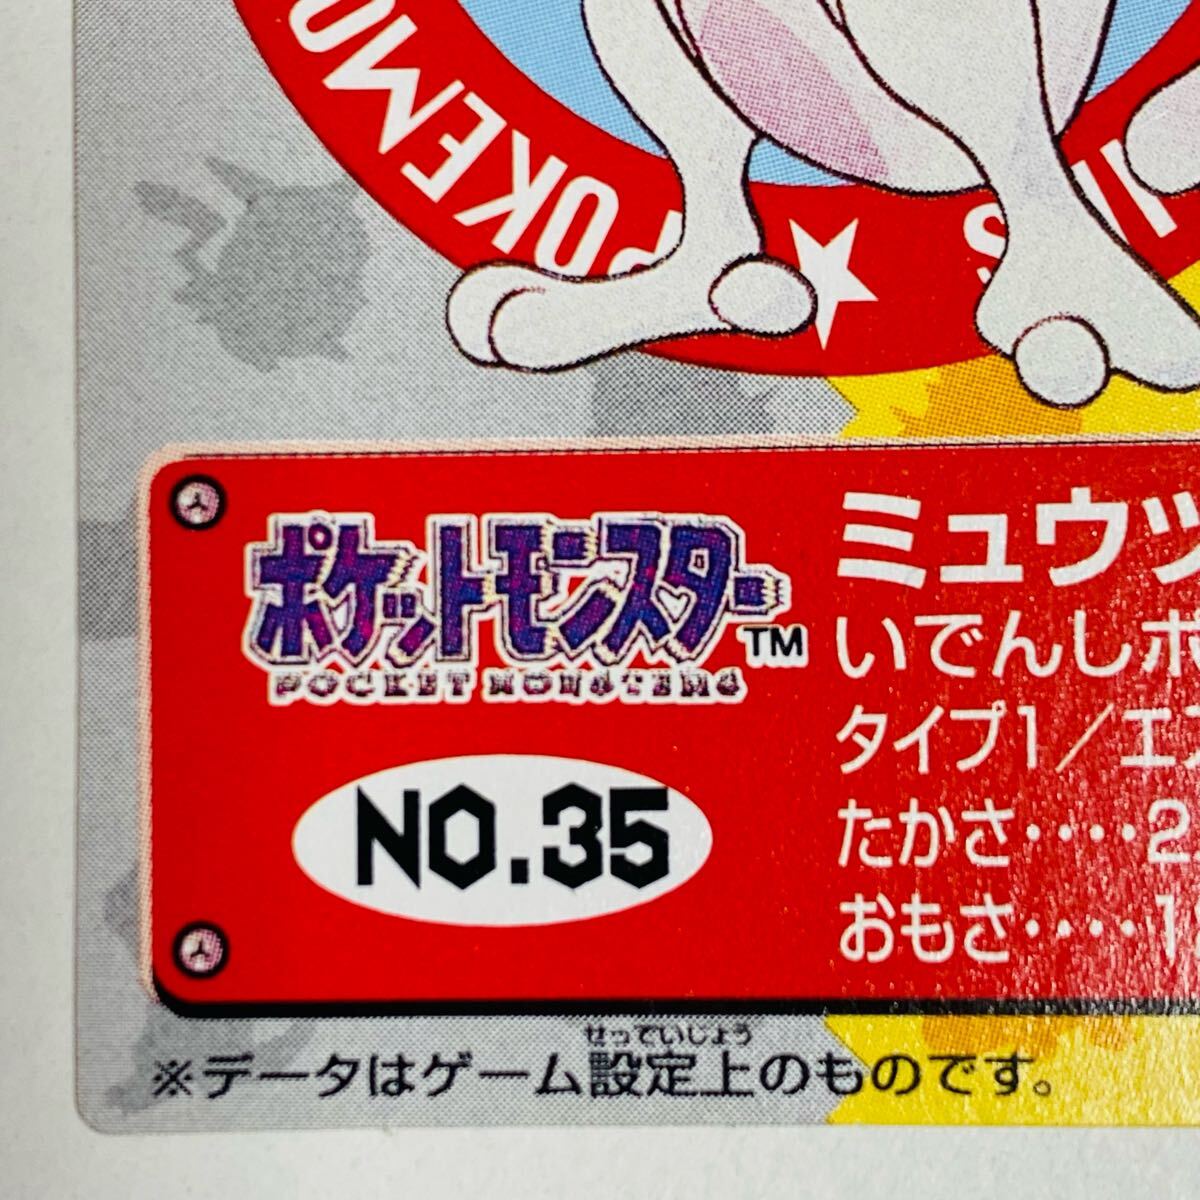 POKEMO
S
ポケットモンスター™
POCKET MONSTERS
NO.35
ミュウツ
いでんしポ
タイプ1/エス
たかさ‥‥2
おもさ‥‥1
せっていじょう
※データはゲーム設定上のものです。